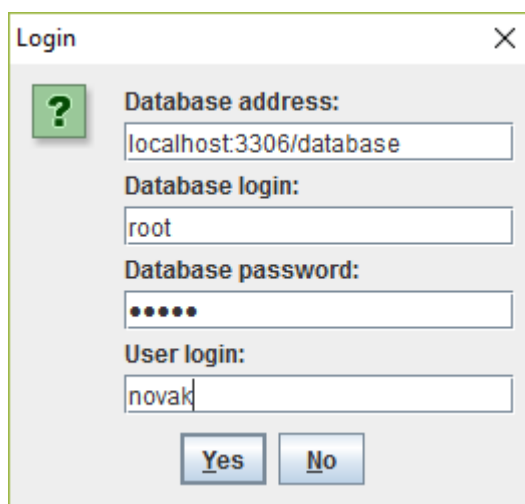 Login
Database address:
localhost:3306/database
Database login:
root
Database password:
•••••
User login:
novak
Yes No